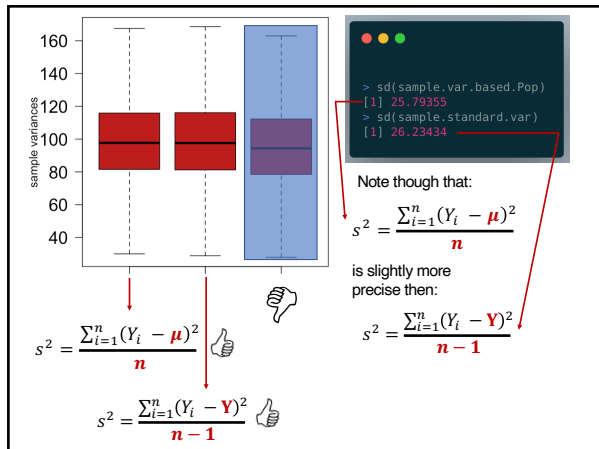 160
140
120
100
80
60
40
sample variances
> sd(sample.var.based.Pop)
[1] 25.79355
> sd(sample.standard.var)
[1] 26.23434
Note though that:
s² = ∑ⁿᵢ₌₁(Yᵢ − μ)² / n
is slightly more
precise then:
s² = ∑ⁿᵢ₌₁(Yᵢ − Y)² / n − 1
s² = ∑ⁿᵢ₌₁(Yᵢ − μ)² / n
s² = ∑ⁿᵢ₌₁(Yᵢ − Y)² / n − 1